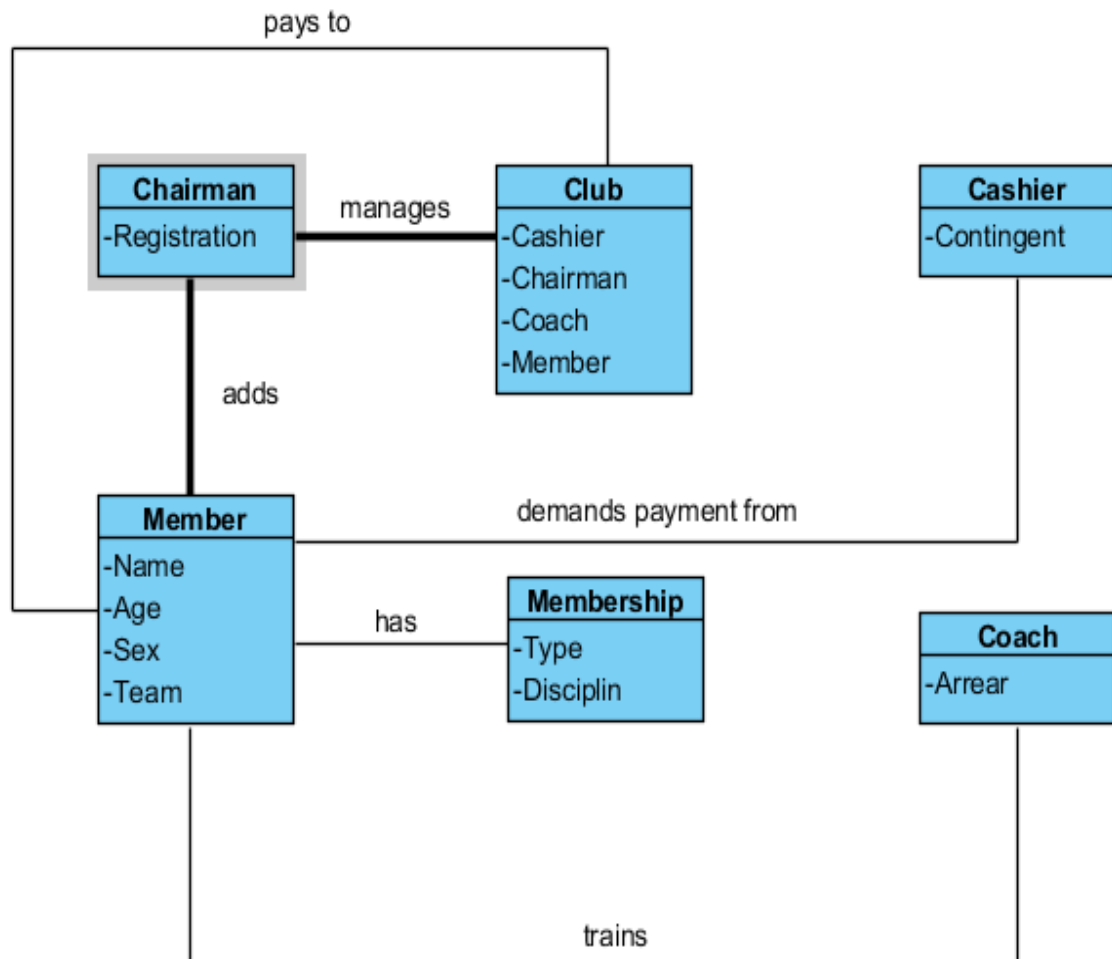 pays to
Chairman
-Registration
manages
Club
-Cashier
-Chairman
-Coach
-Member
Cashier
-Contingent
adds
demands payment from
Member
-Name
-Age
-Sex
-Team
has
Membership
-Type
-Disciplin
Coach
-Arrear
trains